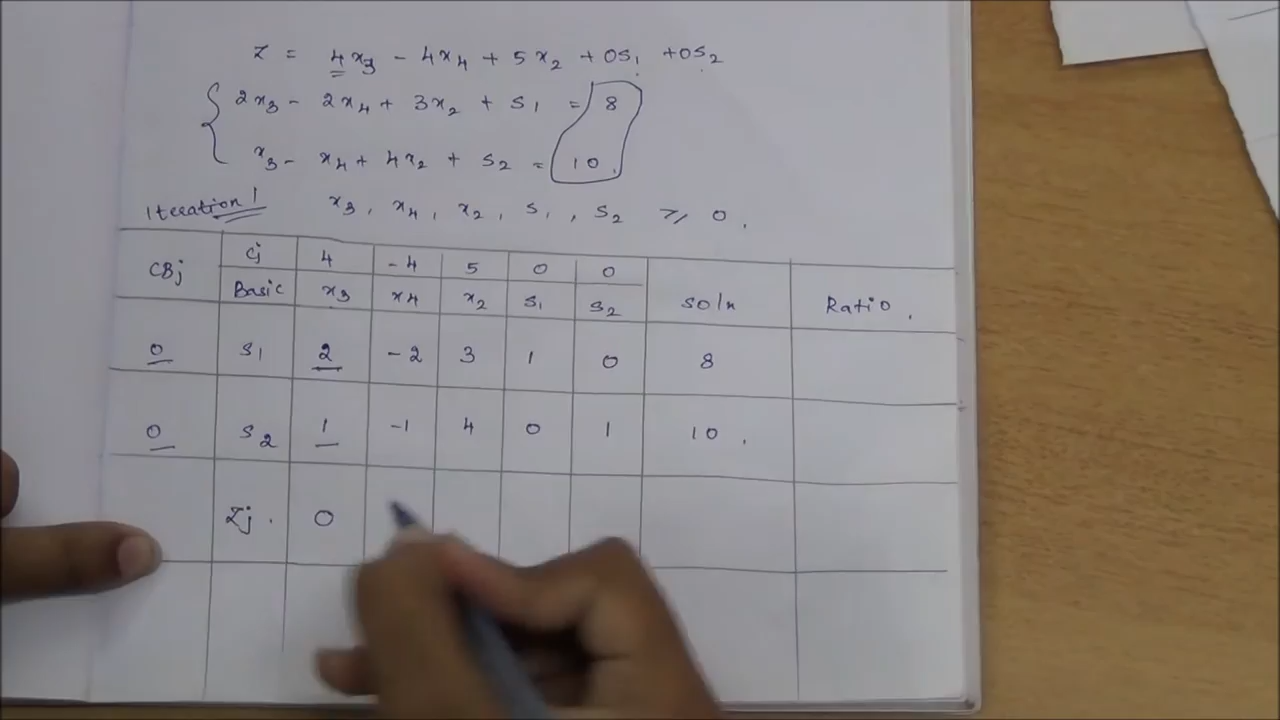 Z = 4x3 - 4x4 + 5x2 + 0s1 + 0s2
2x3 - 2x4 + 3x2 + s1 = 8
x3 - x4 + 4x2 + s2 = 10.
Iteration 1 x3, x4, x2, s1, s2 ≥ 0.
CBj Cj 4 -4 5 0 0 Soln Ratio.
Basic x3 x4 x2 s1 s2
0 s1 2 -2 3 1 0 8
0 s2 1 -1 4 0 1 10.
Zj. 0